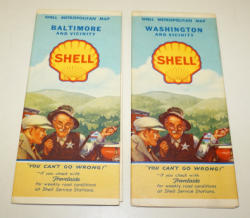 SHELL METROPOLITAN MAP
BALTIMORE
AND VICINITY
SHELL
"YOU CAN'T GO WRONG!"
—if you check with
Travelaide
for weekly road conditions
at Shell Service Stations.
SHELL METROPOLITAN MAP
WASHINGTON
AND VICINITY
SHELL
"YOU CAN'T GO WRONG!"
—if you check with
Travelaide
for weekly road conditions
at Shell Service Stations.